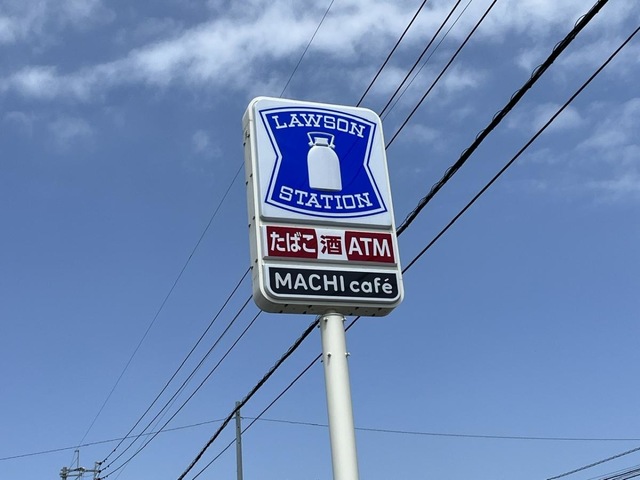 LAWSON
STATION
たばこ 酒 ATM
MACHI café